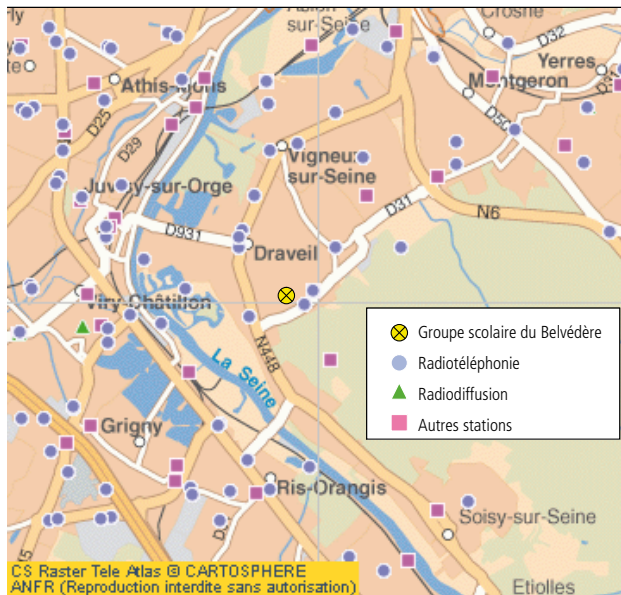 Ablon
sur-Seine
Crosne
D32
Yerres
Athis-Mons
Montgeron
D31
D25
D50
D29
Vigneux
sur-Seine
Juvisy-sur-Orge
D31
N6
D931
Draveil
Viry-Châtillon
Groupe scolaire du Belvédère
N448
La Seine
Radiotéléphonie
Radiodiffusion
Autres stations
Grigny
Ris-Orangis
Soisy-sur-Seine
CS Raster Tele Atlas © CARTOSPHERE
ANFR (Reproduction interdite sans autorisation)
Etiolles